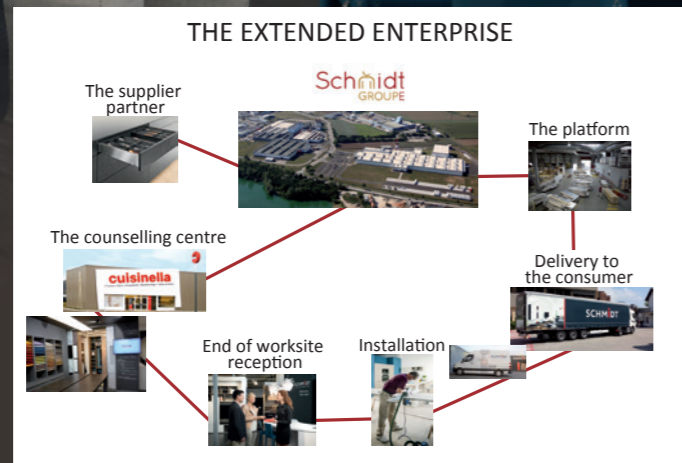 THE EXTENDED ENTERPRISE
Schmidt
GROUPE
The supplier
partner
The platform
The counselling centre
cuisinella
Delivery to
the consumer
SCHMIDT
End of worksite
reception
Installation